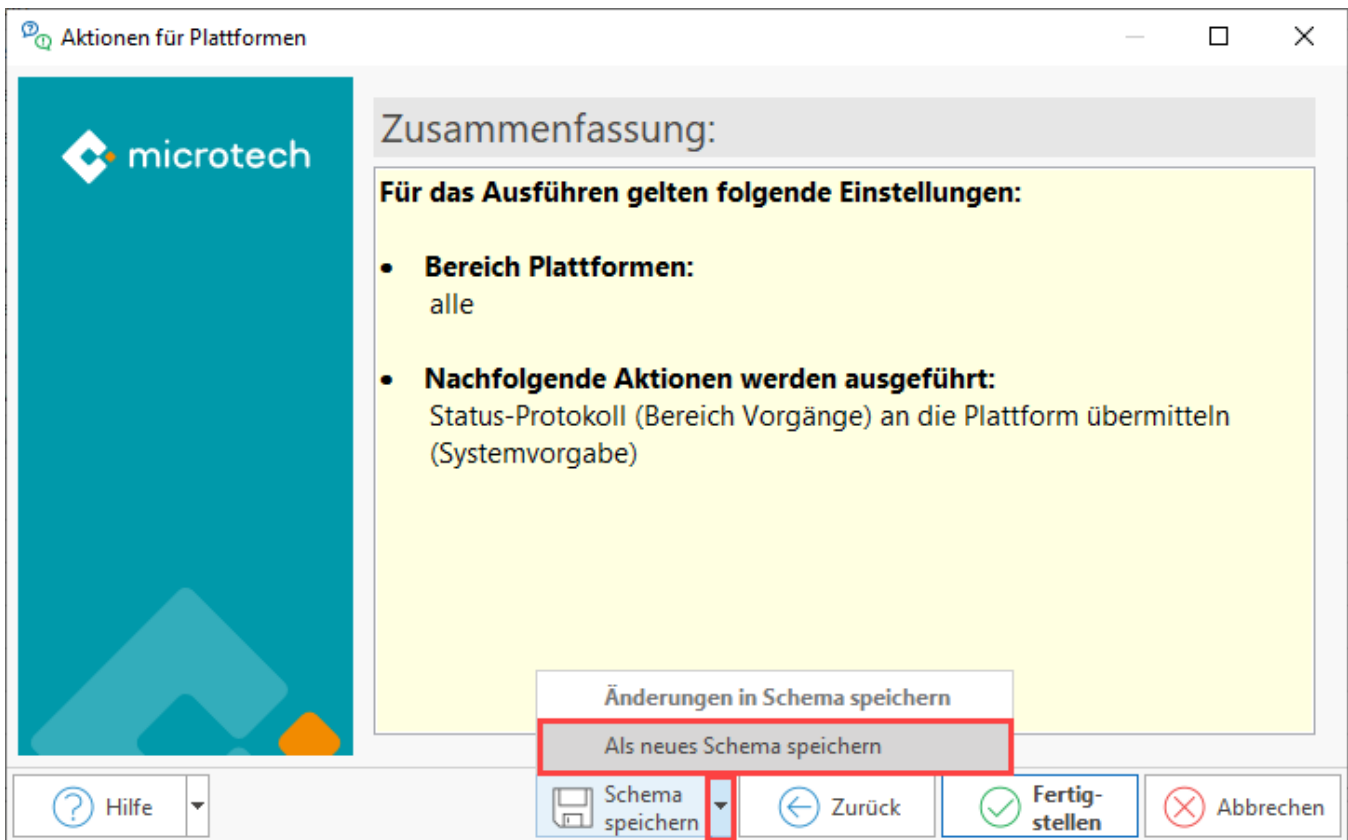 Aktionen für Plattformen
microtech
Zusammenfassung:
Für das Ausführen gelten folgende Einstellungen:
• Bereich Plattformen:
alle
• Nachfolgende Aktionen werden ausgeführt:
Status-Protokoll (Bereich Vorgänge) an die Plattform übermitteln
(Systemvorgabe)
Änderungen in Schema speichern
Als neues Schema speichern
Hilfe
Schema
speichern
Zurück
Fertig-
stellen
Abbrechen